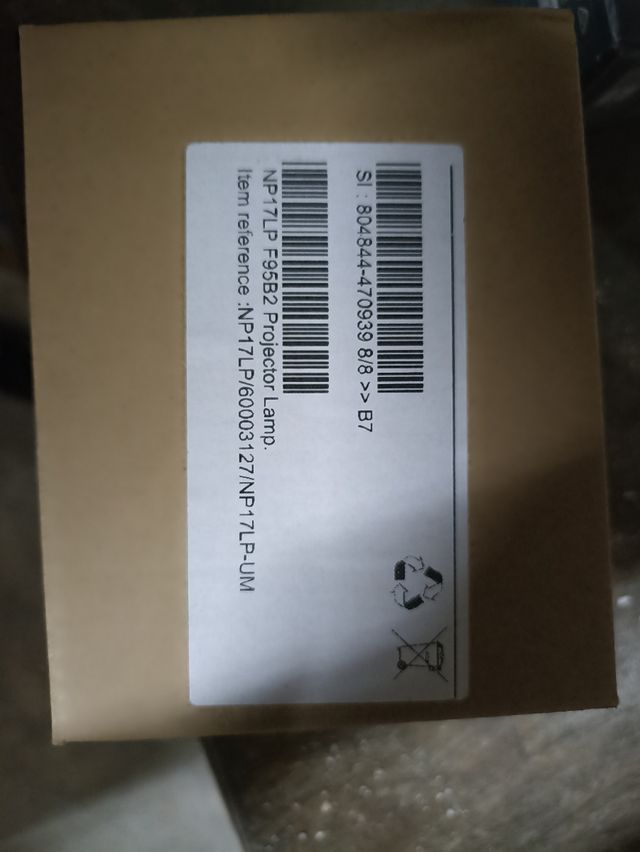 SI : 804844-470939 8/8 >> B7
NP17LP F95B2 Projector Lamp.
Item reference :NP17LP/60003127/NP17LP-UM